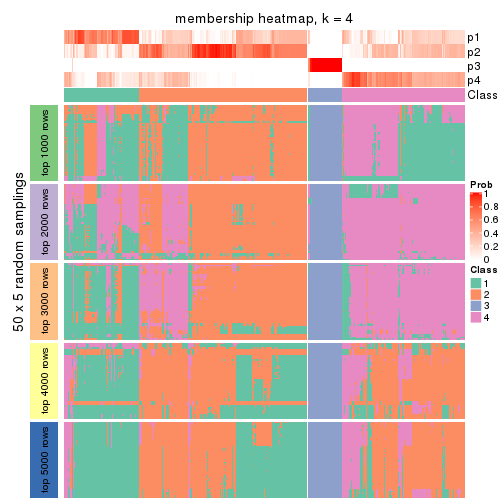 membership heatmap, k = 4
p1
p2
p3
p4
Class
50 x 5 random samplings
top 1000 rows
top 2000 rows
top 3000 rows
top 4000 rows
top 5000 rows
Prob
1
0.8
0.6
0.4
0.2
0
Class
1
2
3
4